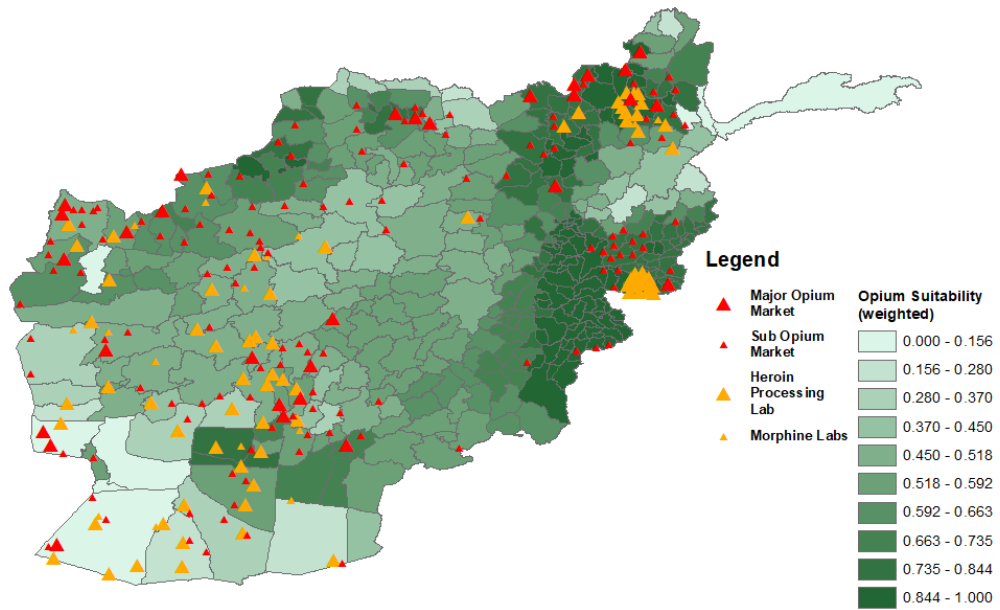 Legend
Major Opium
Market
Sub Opium
Market
Heroin
Processing
Lab
Morphine Labs
Opium Suitability
(weighted)
0.000 - 0.156
0.156 - 0.280
0.280 - 0.370
0.370 - 0.450
0.450 - 0.518
0.518 - 0.592
0.592 - 0.663
0.663 - 0.735
0.735 - 0.844
0.844 - 1.000